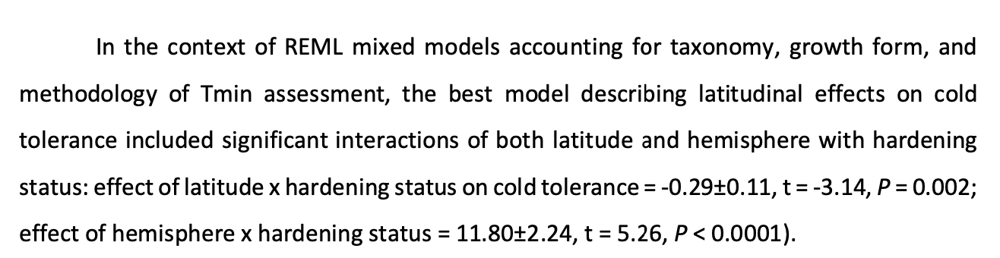 In the context of REML mixed models accounting for taxonomy, growth form, and
methodology of Tmin assessment, the best model describing latitudinal effects on cold
tolerance included significant interactions of both latitude and hemisphere with hardening
status: effect of latitude x hardening status on cold tolerance = -0.29±0.11, t = -3.14, P = 0.002;
effect of hemisphere x hardening status = 11.80±2.24, t = 5.26, P < 0.0001).